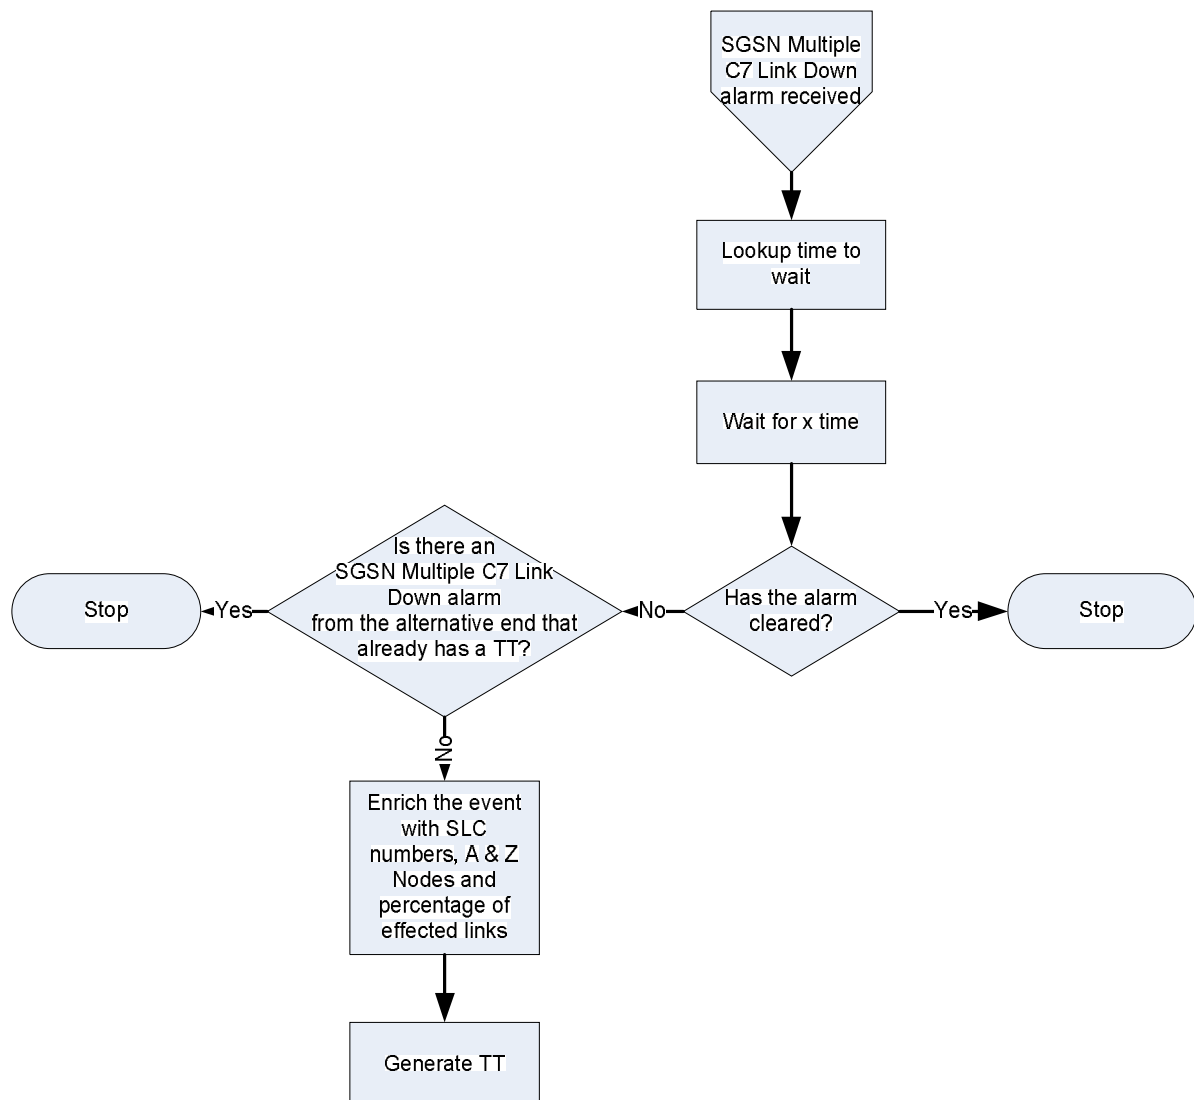 SGSN Multiple
C7 Link Down
alarm received
Lookup time to
wait
Wait for x time
Has the alarm
cleared?
Yes
Stop
No
Is there an
SGSN Multiple C7 Link
Down alarm
from the alternative end that
already has a TT?
Yes
Stop
No
Enrich the event
with SLC
numbers, A & Z
Nodes and
percentage of
effected links
Generate TT